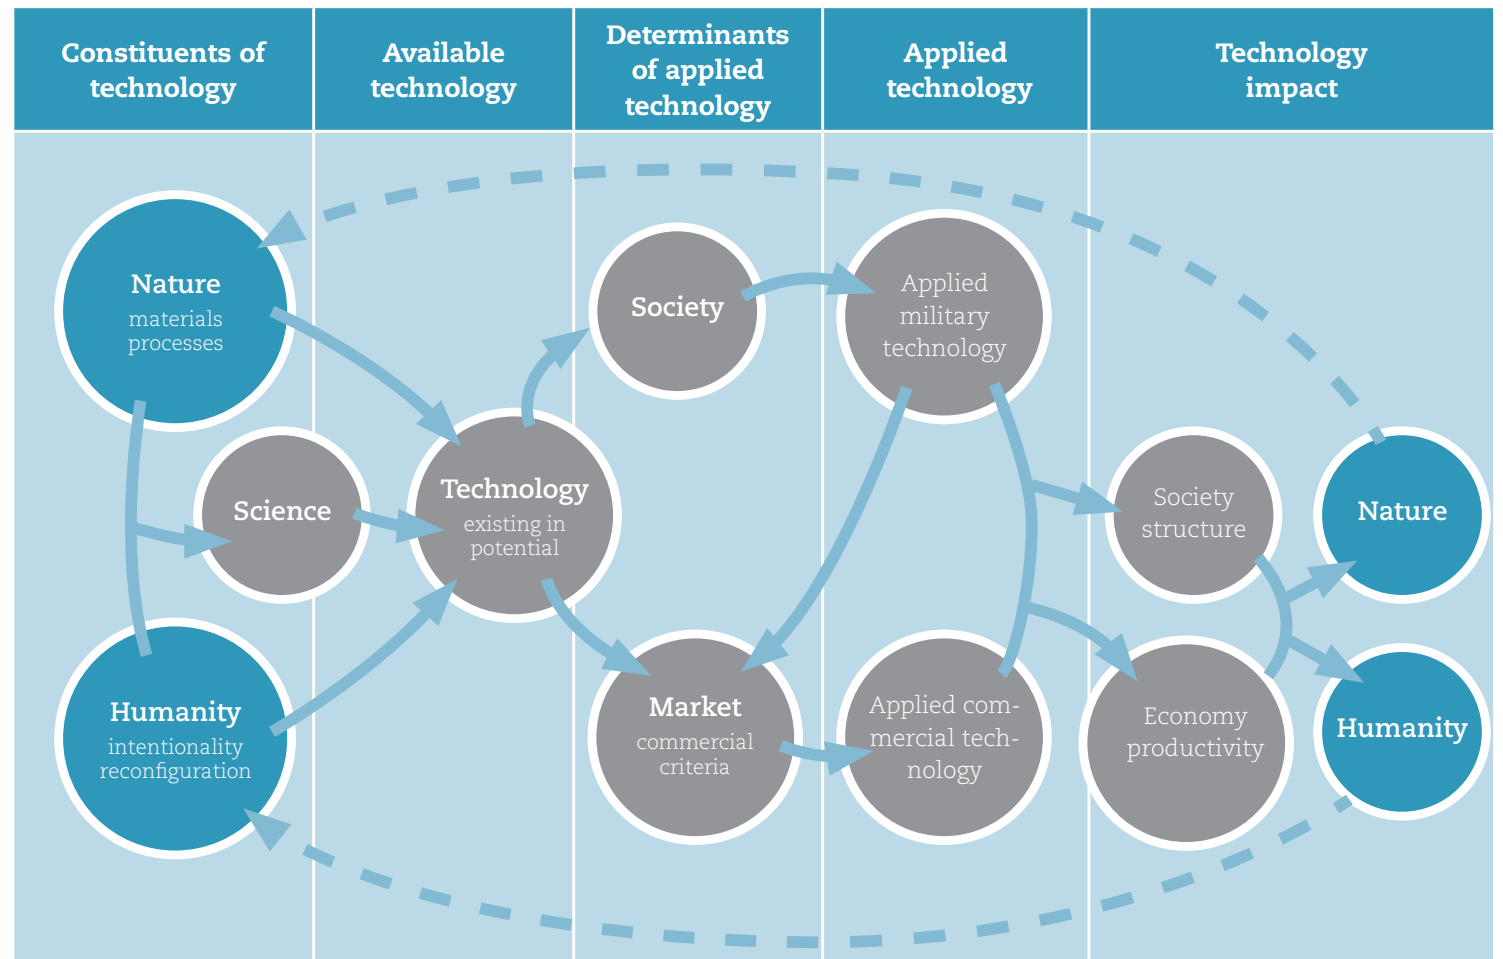 Constituents of
technology
Available
technology
Determinants
of applied
technology
Applied
technology
Technology
impact
Nature
materials
processes
Science
Humanity
intentionality
reconfiguration
Technology
existing in
potential
Society
Market
commercial
criteria
Applied
military
technology
Applied com-
mercial tech-
nology
Society
structure
Economy
productivity
Nature
Humanity